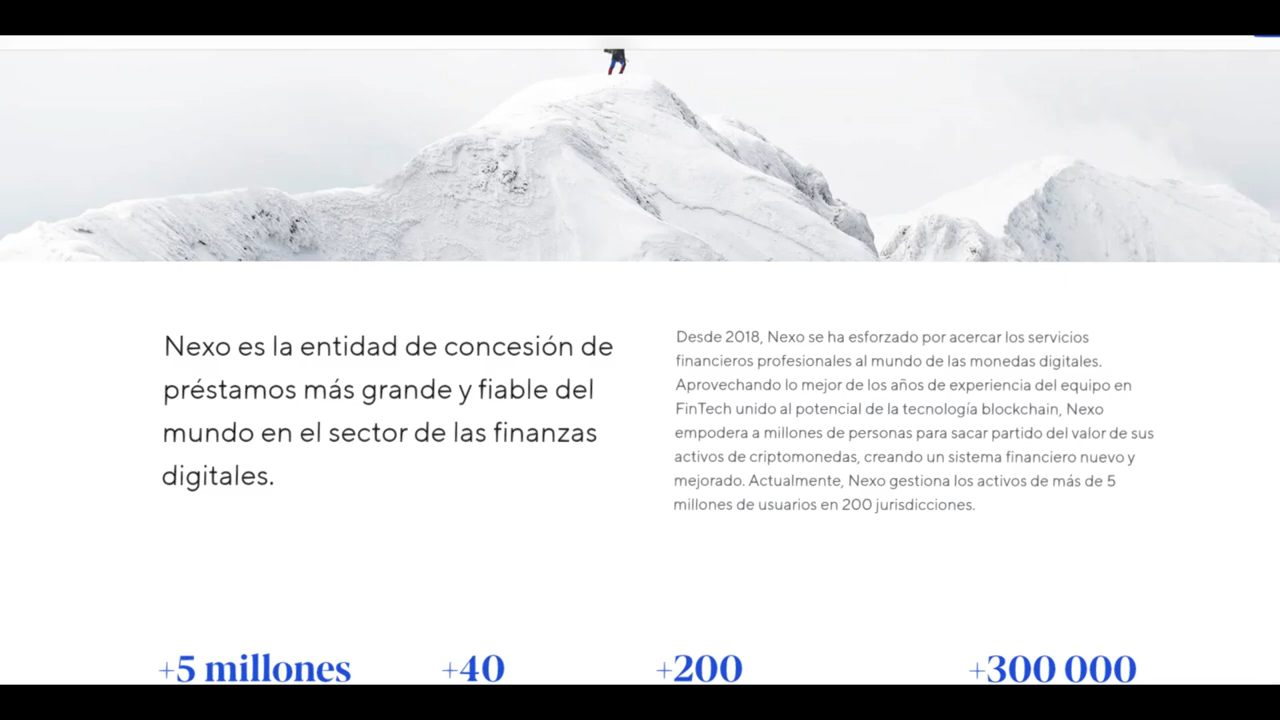 Nexo es la entidad de concesión de
préstamos más grande y fiable del
mundo en el sector de las finanzas
digitales.
Desde 2018, Nexo se ha esforzado por acercar los servicios
financieros profesionales al mundo de las monedas digitales.
Aprovechando lo mejor de los años de experiencia del equipo en
FinTech unido al potencial de la tecnología blockchain, Nexo
empodera a millones de personas para sacar partido del valor de sus
activos de criptomonedas, creando un sistema financiero nuevo y
mejorado. Actualmente, Nexo gestiona los activos de más de 5
millones de usuarios en 200 jurisdicciones.
+5 millones +40 +200 +300 000